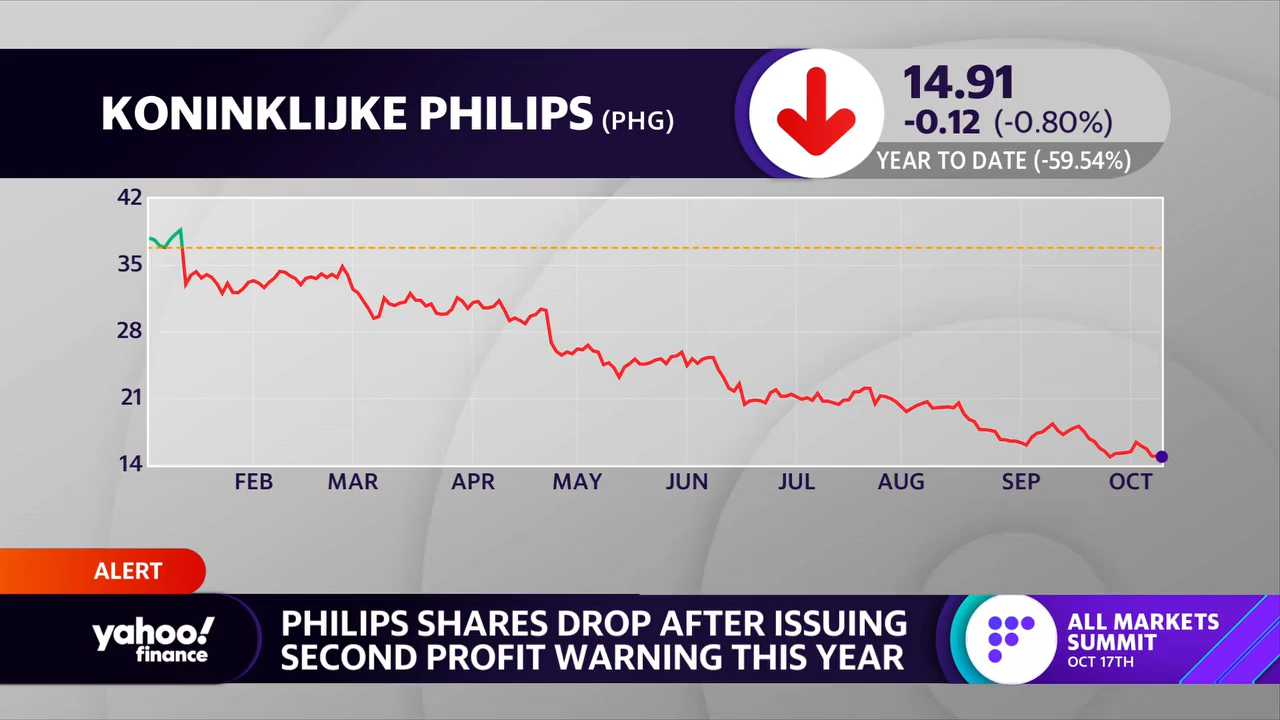 KONINKLIJKE PHILIPS (PHG)
14.91
-0.12 (-0.80%)
YEAR TO DATE (-59.54%)
42
35
28
21
14
FEB MAR APR MAY JUN JUL AUG SEP OCT
ALERT
yahoo!
finance
PHILIPS SHARES DROP AFTER ISSUING
SECOND PROFIT WARNING THIS YEAR
ALL MARKETS
SUMMIT
OCT 17TH